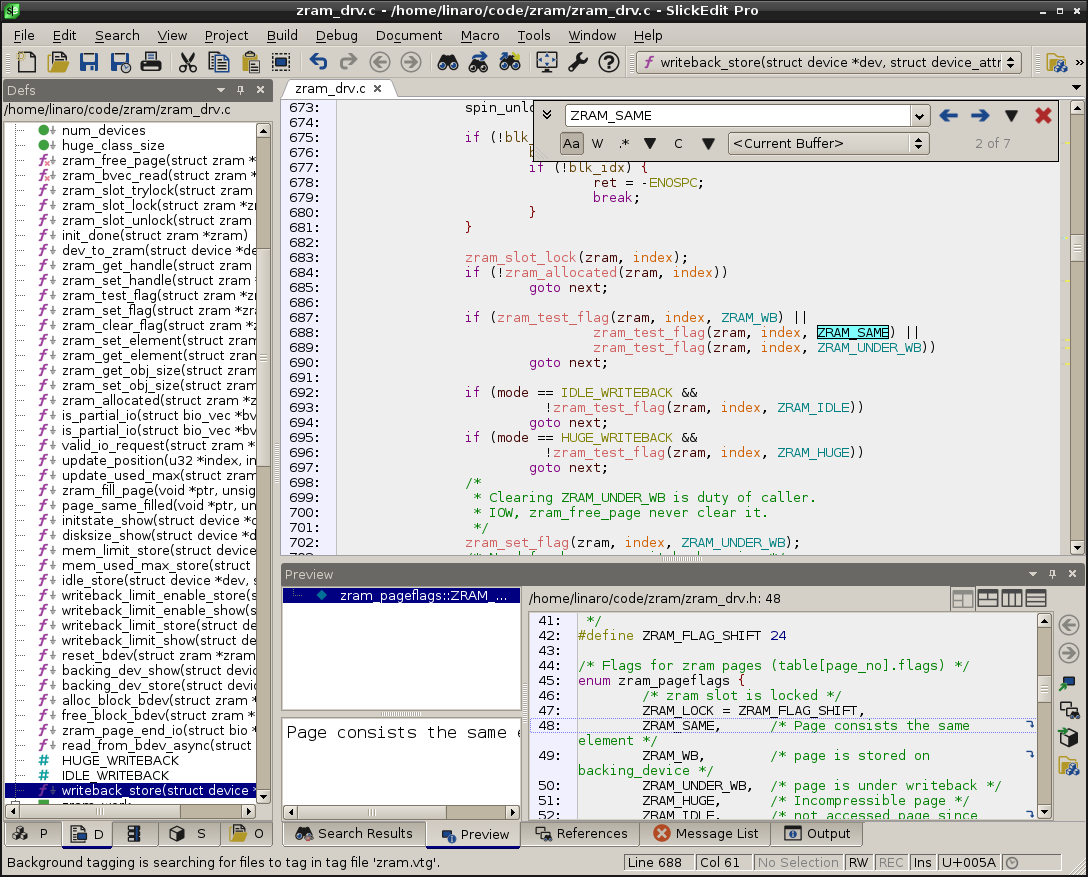 zram_drv.c - /home/linaro/code/zram/zram_drv.c - SlickEdit Pro
File Edit Search View Project Build Debug Document Macro Tools Window Help
writeback_store(struct device *dev, struct device_attr
Defs
/home/linaro/code/zram/zram_drv.c
num_devices
huge_class_size
zram_free_page(struct zram *
zram_bvec_read(struct zram *
zram_slot_trylock(struct zram
zram_slot_lock(struct zram *z
zram_slot_unlock(struct zram
init_done(struct zram *zram)
dev_to_zram(struct device *de
zram_get_handle(struct zram
zram_set_handle(struct zram
zram_test_flag(struct zram *z
zram_set_flag(struct zram *zr
zram_clear_flag(struct zram *
zram_set_element(struct zram
zram_get_element(struct zram
zram_get_obj_size(struct zram
zram_set_obj_size(struct zram
zram_allocated(struct zram *z
is_partial_io(struct bio_vec *bv
is_partial_io(struct bio_vec *bv
valid_io_request(struct zram *
update_position(u32 *index, in
update_used_max(struct zram
zram_fill_page(void *ptr, unsig
page_same_filled(void *ptr, un
initstate_show(struct device *c
disksize_show(struct device *d
mem_limit_store(struct device
mem_used_max_store(struct
idle_store(struct device *dev, s
writeback_limit_enable_store(s
writeback_limit_enable_show(s
writeback_limit_store(struct de
writeback_limit_show(struct de
reset_bdev(struct zram *zram
backing_dev_show(struct devic
backing_dev_store(struct devic
alloc_block_bdev(struct zram *
free_block_bdev(struct zram *
zram_page_end_io(struct bio *
read_from_bdev_async(struct
# HUGE_WRITEBACK
# IDLE_WRITEBACK
writeback_store(struct device *
P D S O
zram_drv.c
ZRAM_SAME
Aa W .* C <Current Buffer> 2 of 7
673: spin_unlo
674:
675: if (!blk_
676:
677: if (!blk_idx) {
678: ret = -ENOSPC;
679: break;
680: }
681: }
682:
683: zram_slot_lock(zram, index);
684: if (!zram_allocated(zram, index))
685: goto next;
686:
687: if (zram_test_flag(zram, index, ZRAM_WB) ||
688: zram_test_flag(zram, index, ZRAM_SAME) ||
689: zram_test_flag(zram, index, ZRAM_UNDER_WB))
690: goto next;
691:
692: if (mode == IDLE_WRITEBACK &&
693: !zram_test_flag(zram, index, ZRAM_IDLE))
694: goto next;
695: if (mode == HUGE_WRITEBACK &&
696: !zram_test_flag(zram, index, ZRAM_HUGE))
697: goto next;
698: /*
699: * Clearing ZRAM_UNDER_WB is duty of caller.
700: * IOW, zram_free_page never clear it.
701: */
702: zram_set_flag(zram, index, ZRAM_UNDER_WB);
Preview
zram_pageflags::ZRAM_...
Page consists the same e
/home/linaro/code/zram/zram_drv.h: 48
41: */
42: #define ZRAM_FLAG_SHIFT 24
43:
44: /* Flags for zram pages (table[page_no].flags) */
45: enum zram_pageflags {
46: /* zram slot is locked */
47: ZRAM_LOCK = ZRAM_FLAG_SHIFT,
48: ZRAM_SAME, /* Page consists the same
element */
49: ZRAM_WB, /* page is stored on
backing_device */
50: ZRAM_UNDER_WB, /* page is under writeback */
51: ZRAM_HUGE, /* Incompressible page */
52: ZRAM_IDLE, /* not accessed page since
Search Results Preview References Message List Output
Background tagging is searching for files to tag in tag file 'zram.vtg'.
Line 688 Col 61 No Selection RW REC Ins U+005A